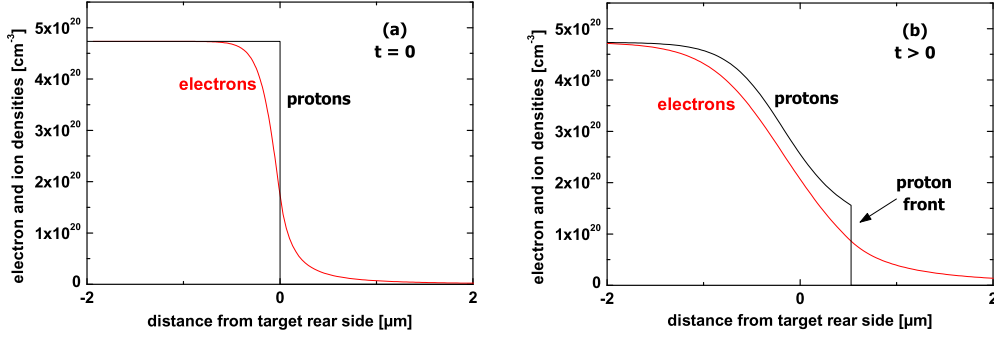 (a)
t = 0
electrons
protons
5x10^20
4x10^20
3x10^20
2x10^20
1x10^20
0
-2
0
2
electron and ion densities [cm^-3]
distance from target rear side [µm]
(b)
t > 0
protons
electrons
proton
front
5x10^20
4x10^20
3x10^20
2x10^20
1x10^20
0
-2
0
2
electron and ion densities [cm^-3]
distance from target rear side [µm]